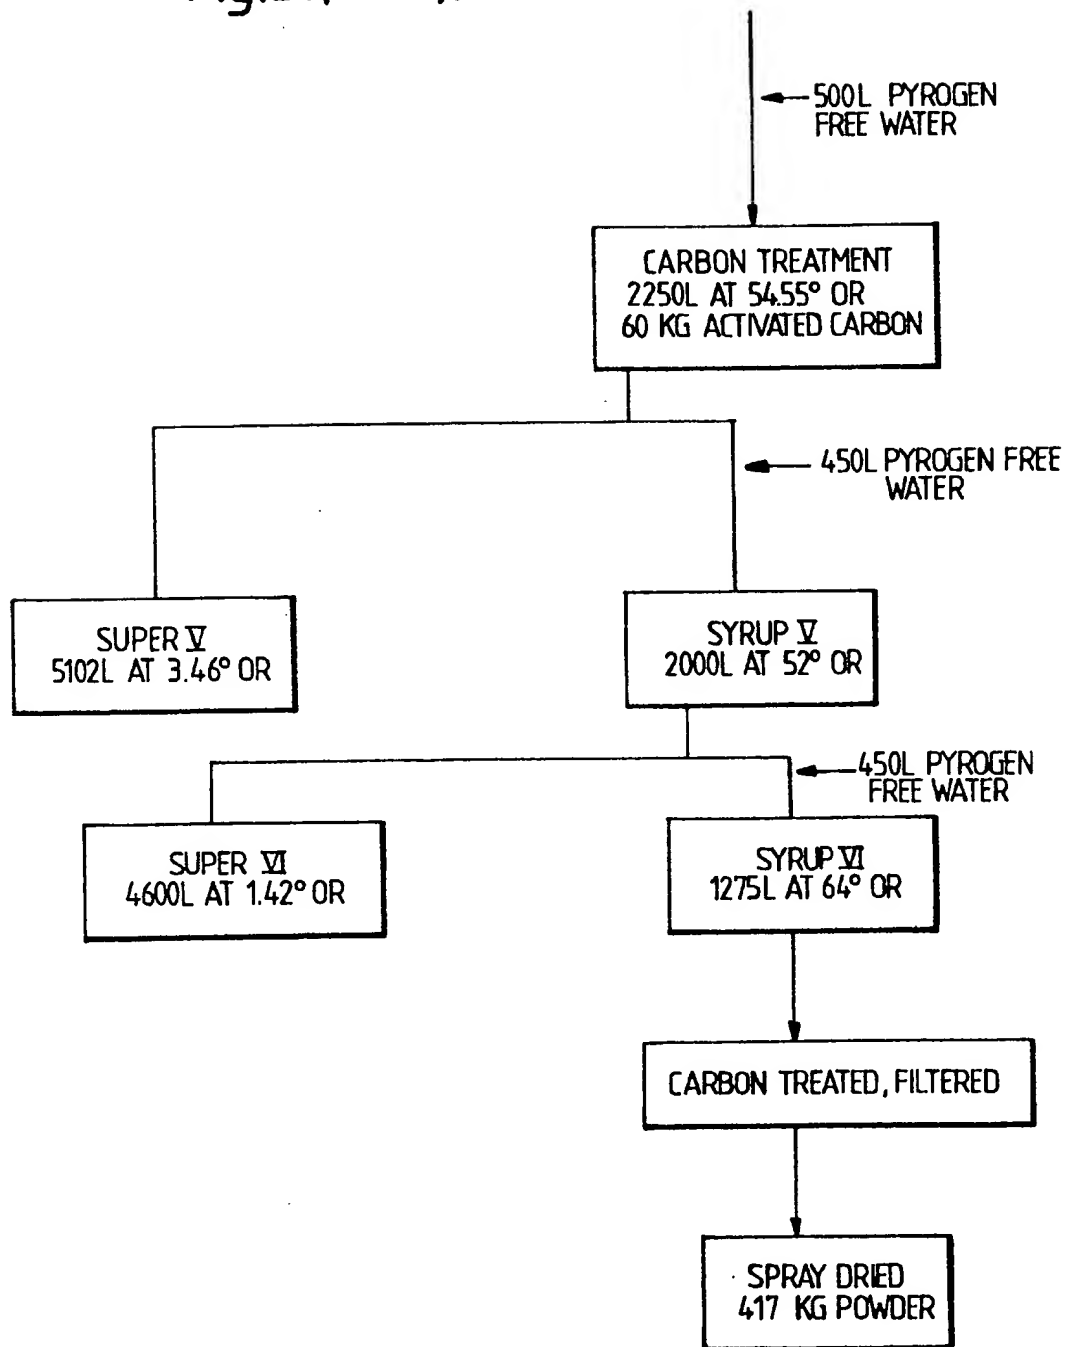 500L PYROGEN
FREE WATER
CARBON TREATMENT
2250L AT 54.55° OR
60 KG ACTIVATED CARBON
450L PYROGEN FREE
WATER
SUPER V
5102L AT 3.46° OR
SYRUP V
2000L AT 52° OR
450L PYROGEN
FREE WATER
SUPER VI
4600L AT 1.42° OR
SYRUP VI
1275L AT 64° OR
CARBON TREATED, FILTERED
SPRAY DRIED
417 KG POWDER